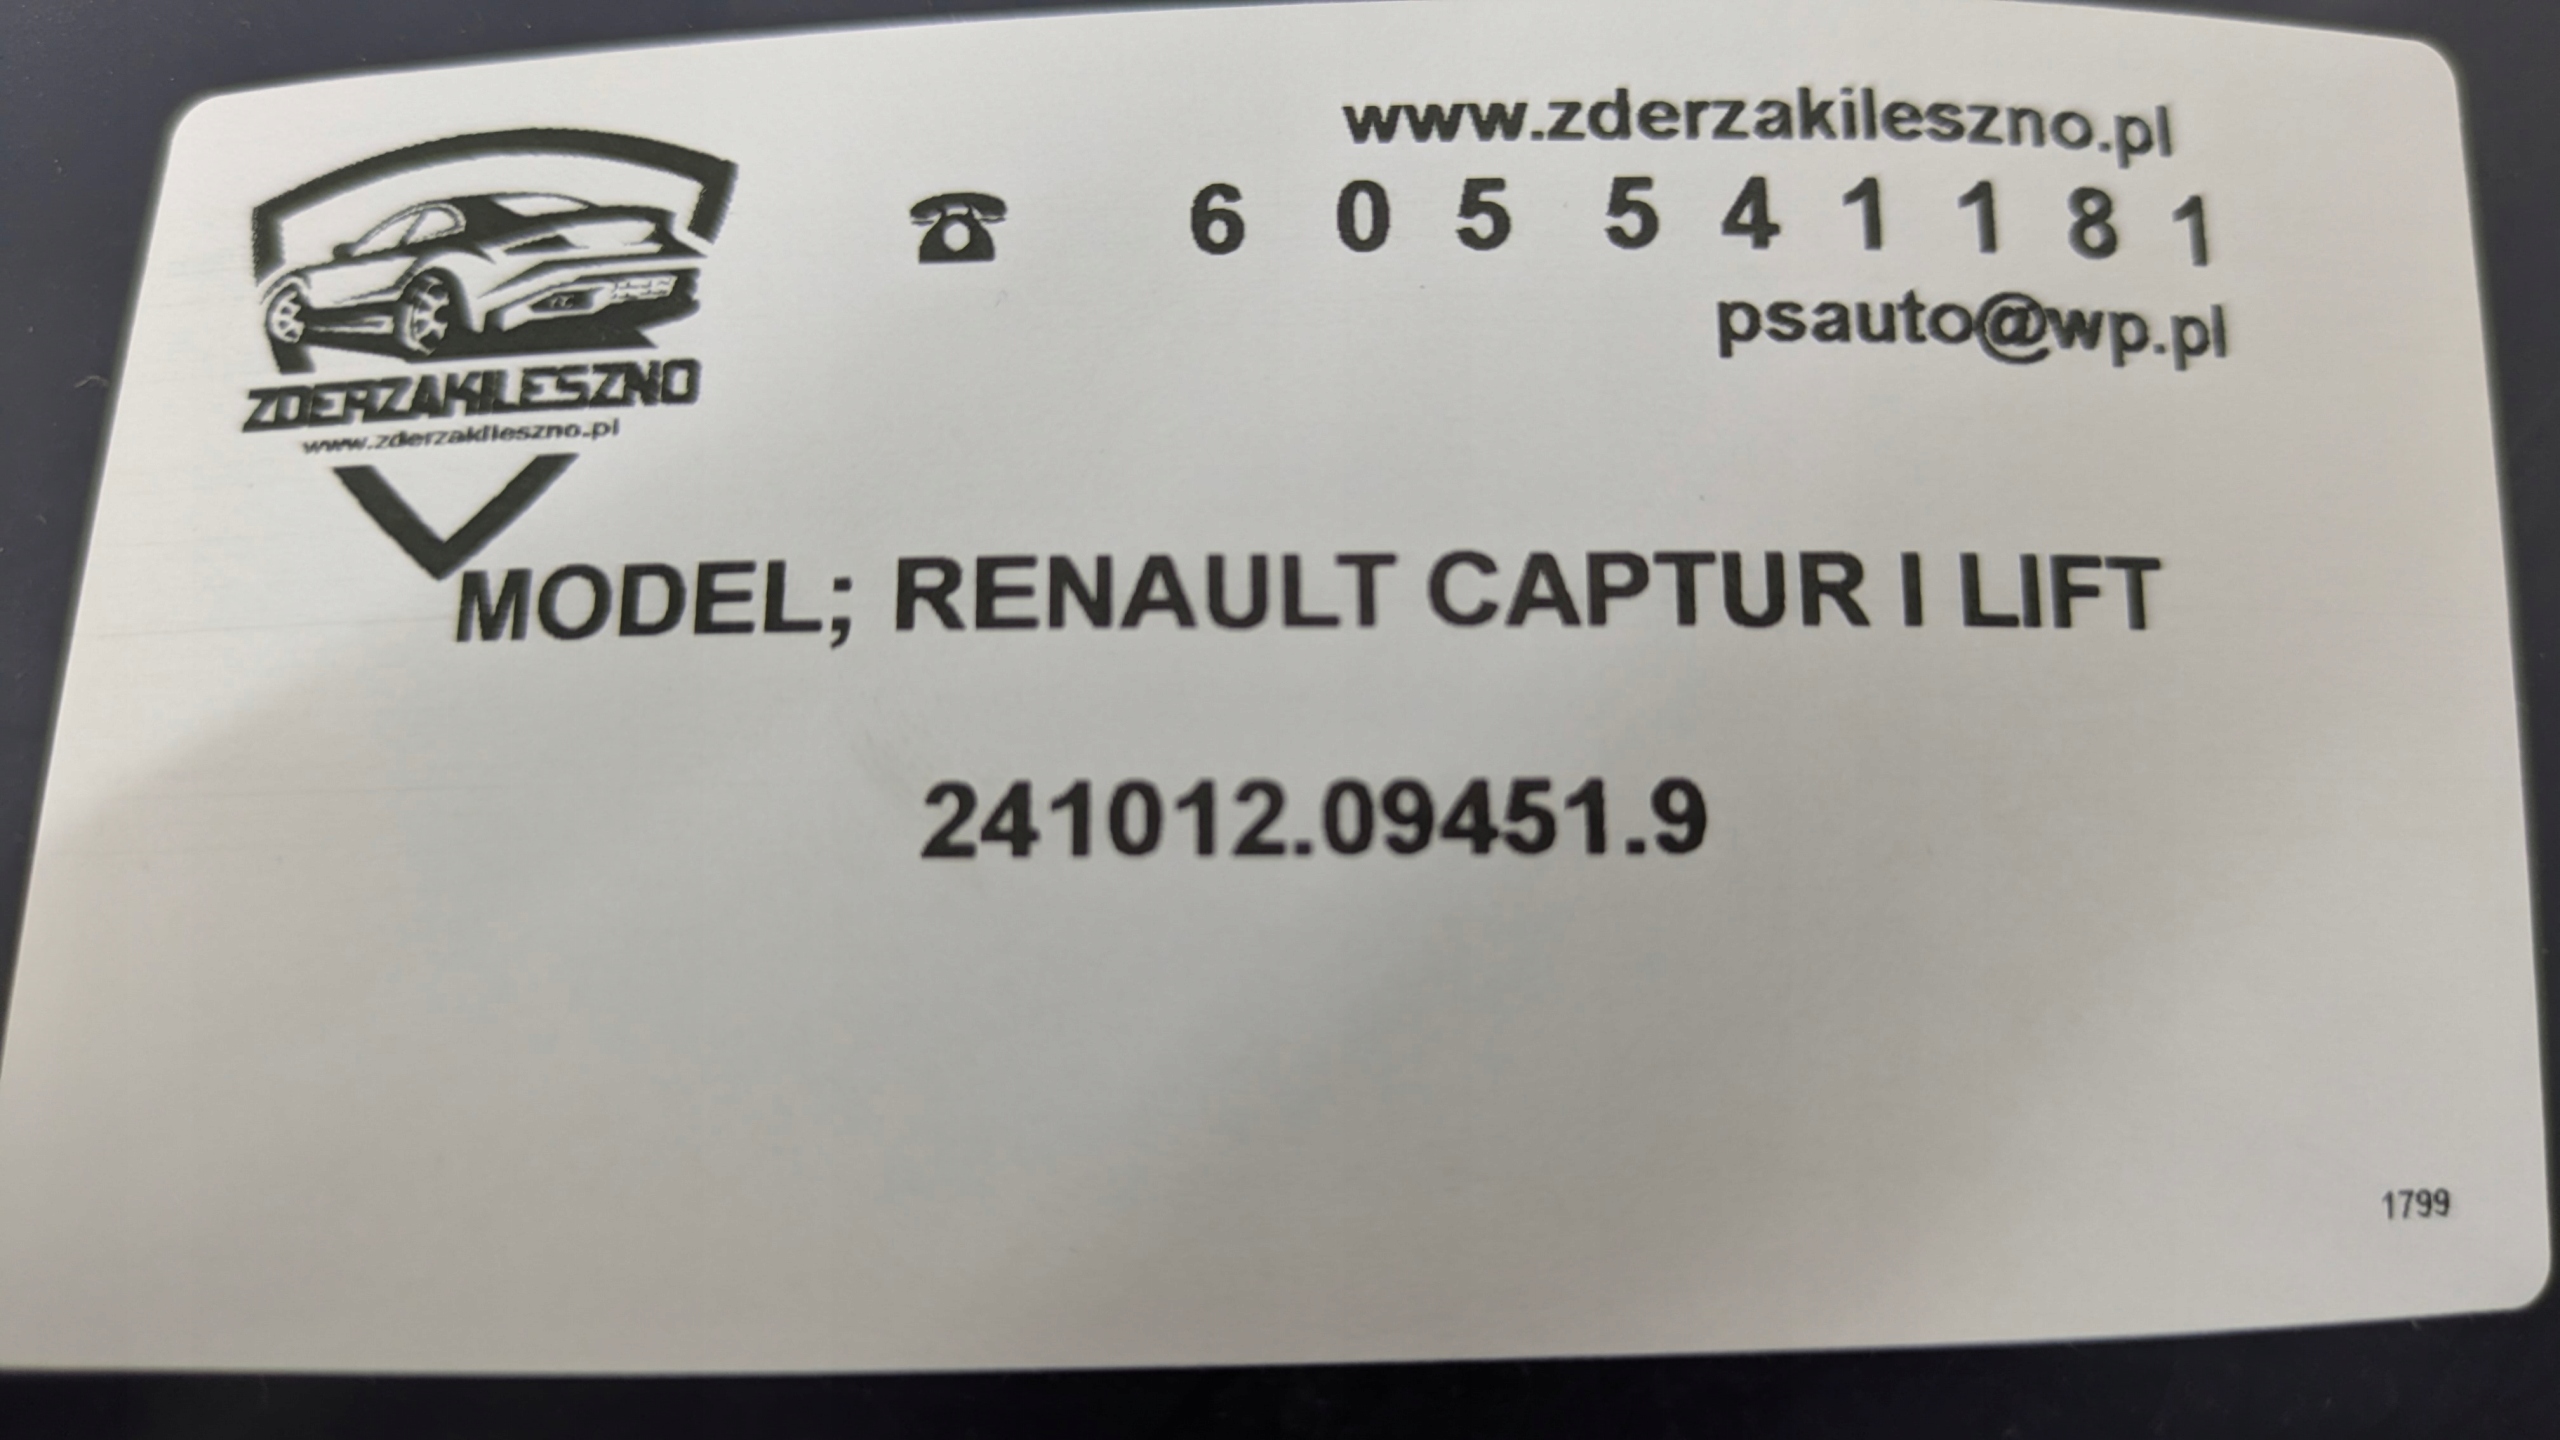 www.zderzakileszno.pl
☎ 6 0 5 5 4 1 1 8 1
psauto@wp.pl
ZDERZAKILESZNO
www.zderzakileszno.pl
MODEL; RENAULT CAPTUR I LIFT
241012.09451.9
1799